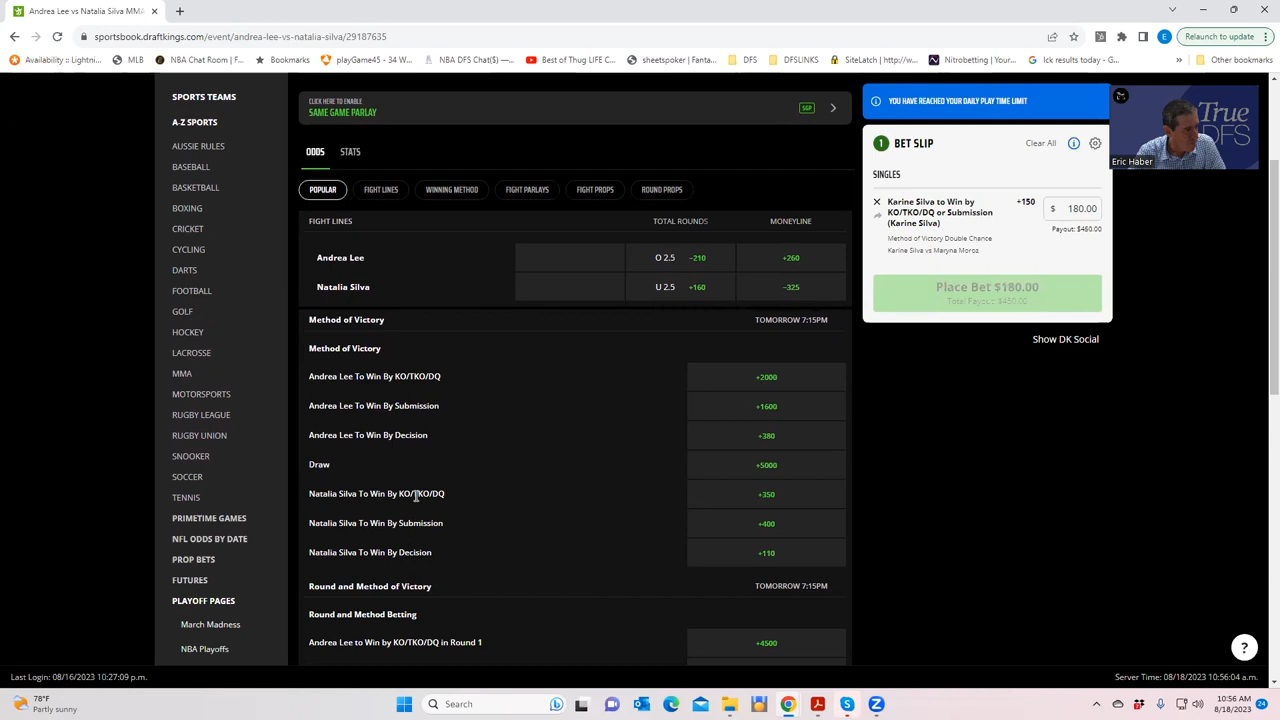 Andrea Lee vs Natalia Silva MMA
sportsbook.draftkings.com/event/andrea-lee-vs-natalia-silva/29187635
E
Relaunch to update
Availability :: Lightni...
MLB
NBA Chat Room | F...
Bookmarks
playGame45 - 34 W...
NBA DFS Chat($) —...
Best of Thug LIFE C...
sheetspoker | Fanta...
DFS
DFSLINKS
SiteLatch | http://w...
Nitrobetting | Your...
Ick results today - G...
Other bookmarks
SPORTS TEAMS
A-Z SPORTS
AUSSIE RULES
BASEBALL
BASKETBALL
BOXING
CRICKET
CYCLING
DARTS
FOOTBALL
GOLF
HOCKEY
LACROSSE
MMA
MOTORSPORTS
RUGBY LEAGUE
RUGBY UNION
SNOOKER
SOCCER
TENNIS
PRIMETIME GAMES
NFL ODDS BY DATE
PROP BETS
FUTURES
PLAYOFF PAGES
March Madness
NBA Playoffs
CLICK HERE TO ENABLE
SAME GAME PARLAY
SGP
ODDS STATS
POPULAR FIGHT LINES WINNING METHOD FIGHT PARLAYS FIGHT PROPS ROUND PROPS
FIGHT LINES TOTAL ROUNDS MONEYLINE
Andrea Lee O 2.5 −210 +260
Natalia Silva U 2.5 +160 −325
Method of Victory TOMORROW 7:15PM
Method of Victory
Andrea Lee To Win By KO/TKO/DQ +2000
Andrea Lee To Win By Submission +1600
Andrea Lee To Win By Decision +380
Draw +5000
Natalia Silva To Win By KO/TKO/DQ +350
Natalia Silva To Win By Submission +400
Natalia Silva To Win By Decision +110
Round and Method of Victory TOMORROW 7:15PM
Round and Method Betting
Andrea Lee to Win by KO/TKO/DQ in Round 1 +4500
YOU HAVE REACHED YOUR DAILY PLAY TIME LIMIT
1 BET SLIP Clear All
SINGLES
Karine Silva to Win by +150
KO/TKO/DQ or Submission $ 180.00
(Karine Silva)
Payout: $450.00
Method of Victory Double Chance
Karine Silva vs Maryna Moroz
Place Bet $180.00
Total Payout: $450.00
Show DK Social
True
DFS
Eric Haber
?
Last Login: 08/16/2023 10:27:09 p.m. Server Time: 08/18/2023 10:56:04 a.m.
78°F
Partly sunny
Search
10:56 AM
8/18/2023
24